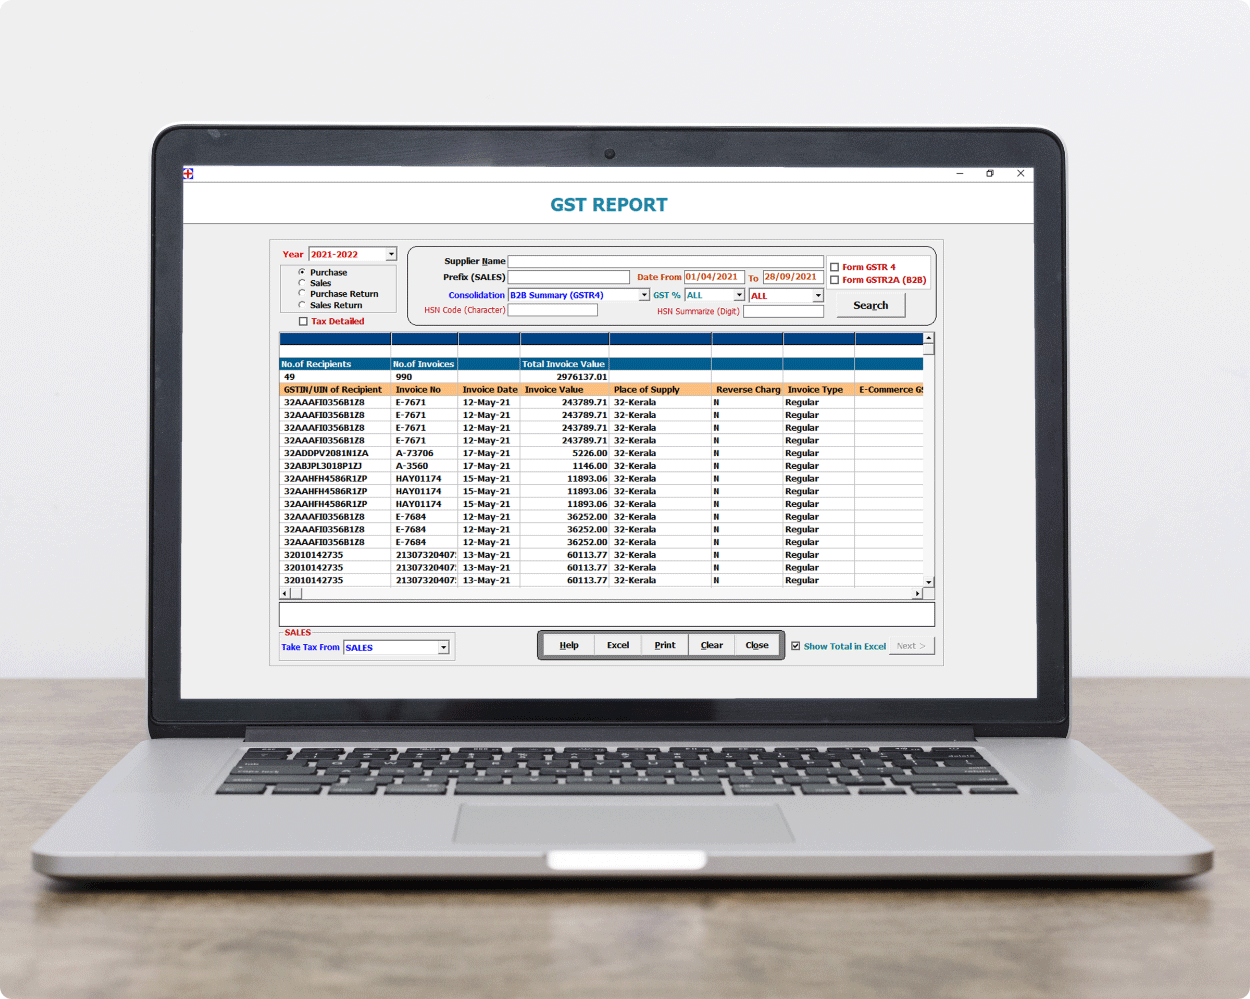 GST REPORT
Year 2021-2022
Purchase
Sales
Purchase Return
Sales Return
Tax Detailed
Supplier Name
Prefix (SALES) Date From 01/04/2021 To 28/09/2021
Consolidation B2B Summary (GSTR4) GST % ALL ALL
HSN Code (Character) HSN Summarize (Digit)
Form GSTR 4
Form GSTR2A (B2B)
Search
No.of Recipients No.of Invoices Total Invoice Value
49 990 2976137.01
GSTIN/UIN of Recipient Invoice No Invoice Date Invoice Value Place of Supply Reverse Charg Invoice Type E-Commerce GS
32AAAFI0356B1Z8 E-7671 12-May-21 243789.71 32-Kerala N Regular
32AAAFI0356B1Z8 E-7671 12-May-21 243789.71 32-Kerala N Regular
32AAAFI0356B1Z8 E-7671 12-May-21 243789.71 32-Kerala N Regular
32AAAFI0356B1Z8 E-7671 12-May-21 243789.71 32-Kerala N Regular
32ADDPV2081N1ZA A-73706 17-May-21 5226.00 32-Kerala N Regular
32ABJPL3018P1ZJ A-3560 17-May-21 1146.00 32-Kerala N Regular
32AAHFH4586R1ZP HAY01174 15-May-21 11893.06 32-Kerala N Regular
32AAHFH4586R1ZP HAY01174 15-May-21 11893.06 32-Kerala N Regular
32AAHFH4586R1ZP HAY01174 15-May-21 11893.06 32-Kerala N Regular
32AAAFI0356B1Z8 E-7684 12-May-21 36252.00 32-Kerala N Regular
32AAAFI0356B1Z8 E-7684 12-May-21 36252.00 32-Kerala N Regular
32AAAFI0356B1Z8 E-7684 12-May-21 36252.00 32-Kerala N Regular
32010142735 2130732040 13-May-21 60113.77 32-Kerala N Regular
32010142735 2130732040 13-May-21 60113.77 32-Kerala N Regular
32010142735 2130732040 13-May-21 60113.77 32-Kerala N Regular
SALES
Take Tax From SALES
Help Excel Print Clear Close
Show Total in Excel Next >